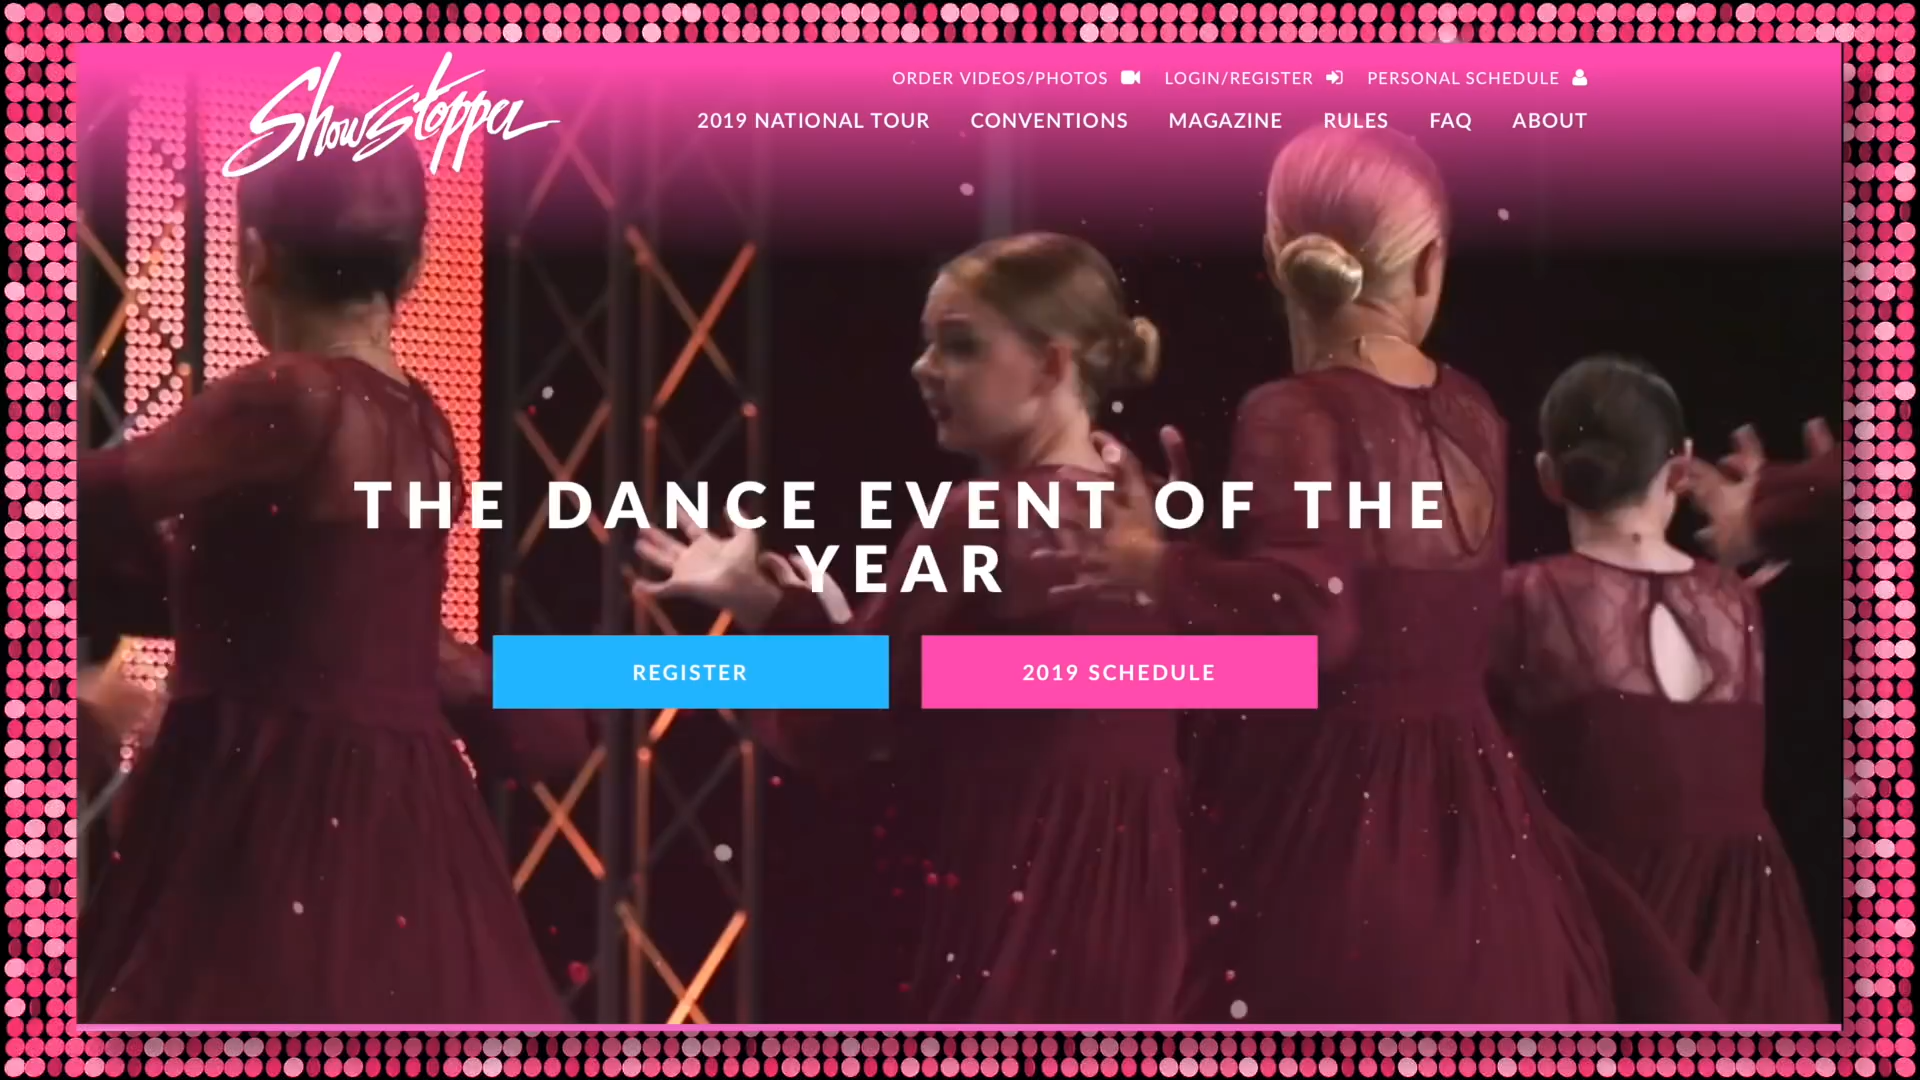 Showstopper
ORDER VIDEOS/PHOTOS LOGIN/REGISTER PERSONAL SCHEDULE
2019 NATIONAL TOUR CONVENTIONS MAGAZINE RULES FAQ ABOUT
THE DANCE EVENT OF THE
YEAR
REGISTER 2019 SCHEDULE